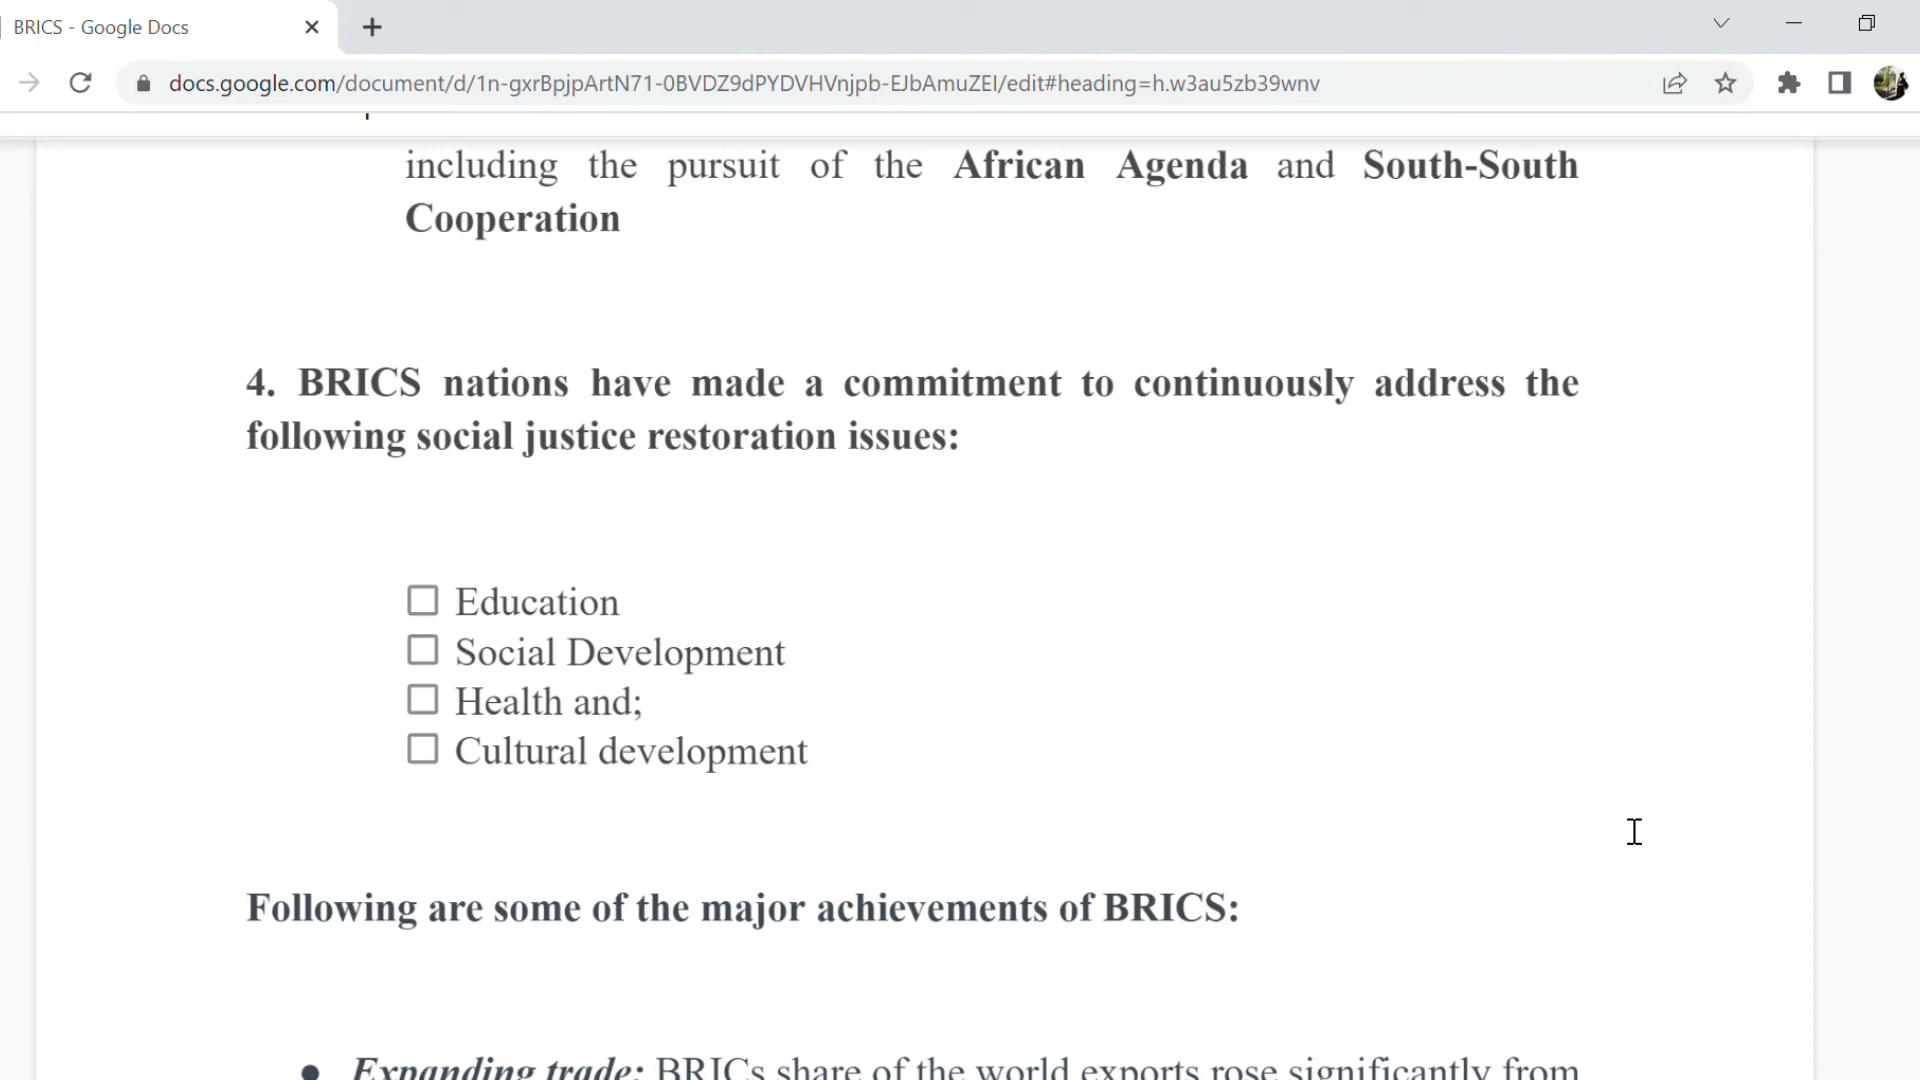 BRICS - Google Docs
docs.google.com/document/d/1n-gxrBpjpArtN71-0BVDZ9dPYDVHVnjpb-EJbAmuZEI/edit#heading=h.w3au5zb39wnv
including the pursuit of the African Agenda and South-South
Cooperation
4. BRICS nations have made a commitment to continuously address the
following social justice restoration issues:
Education
Social Development
Health and;
Cultural development
Following are some of the major achievements of BRICS:
Expanding trade: BRICs share of the world exports rose significantly from